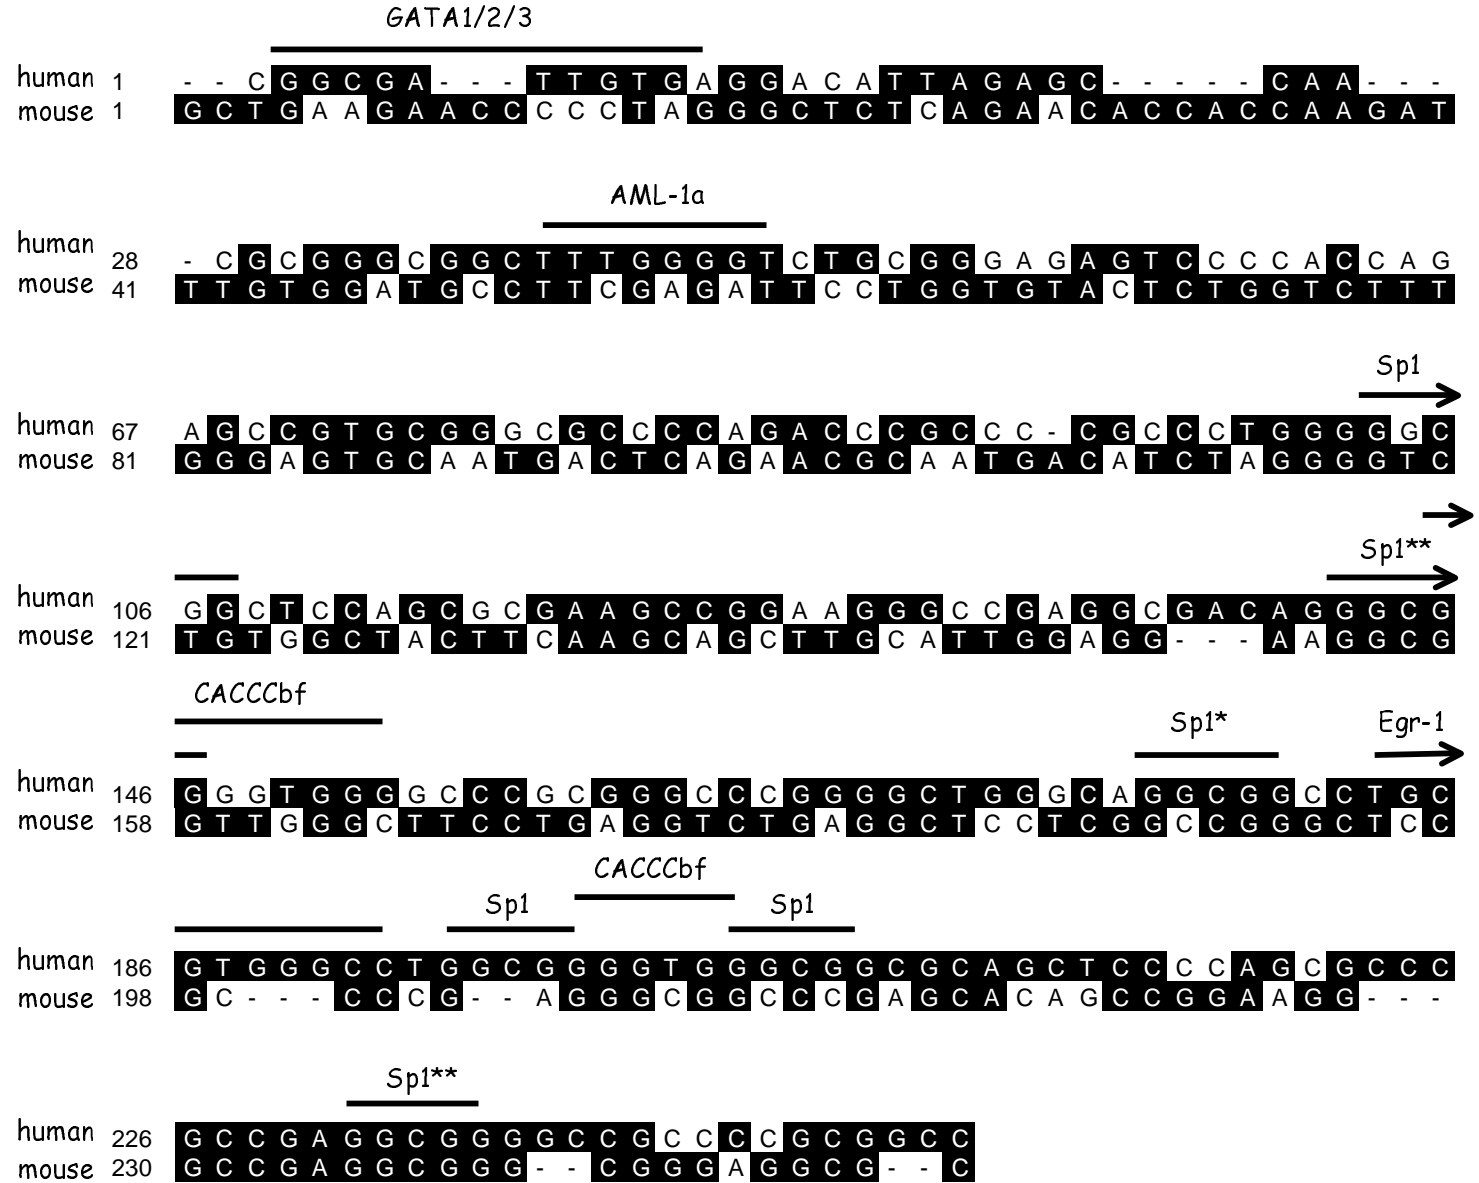 GATA1/2/3
human 1 - - C G G C G A - - - T T G T G A G G A C A T T A G A G C - - - - - C A A - - -
mouse 1 G C T G A A G A A C C C C C T A G G G C T C T C A G A A C A C C A C C A A G A T
AML-1a
human 28 - C G C G G G C G G C T T T G G G G T C T G C G G G A G A G T C C C C A C C A G
mouse 41 T T G T G G A T G C C T T C G A G A T T C C T G G T G T A C T C T G G T C T T T
Sp1
human 67 A G C C G T G C G G G C G C C C C A G A C C C G C C C - C G C C C T G G G G G C
mouse 81 G G G A G T G C A A T G A C T C A G A A C G C A A T G A C A T C T A G G G G T C
Sp1**
human 106 G G C T C C A G C G C G A A G C C G G A A G G G C C G A G G C G A C A G G G C G
mouse 121 T G T G G C T A C T T C A A G C A G C T T G C A T T G G A G G - - - A A G G C G
CACCCbf Sp1* Egr-1
human 146 G G G T G G G G C C C G C G G G C C C G G G G C T G G G C A G G C G G C C T G C
mouse 158 G T T G G G C T T C C T G A G G T C T G A G G C T C C T C G G C C G G G C T C C
Sp1 CACCCbf Sp1
human 186 G T G G G C C T G G C G G G G T G G G C G G C G C A G C T C C C C A G C G C C C
mouse 198 G C - - - C C C G - - A G G G C G G C C C G A G C A C A G C C G G A A G G - - -
Sp1**
human 226 G C C G A G G C G G G G C C G C C C C G C G G C C
mouse 230 G C C G A G G C G G G - - C G G G A G G C G - - C